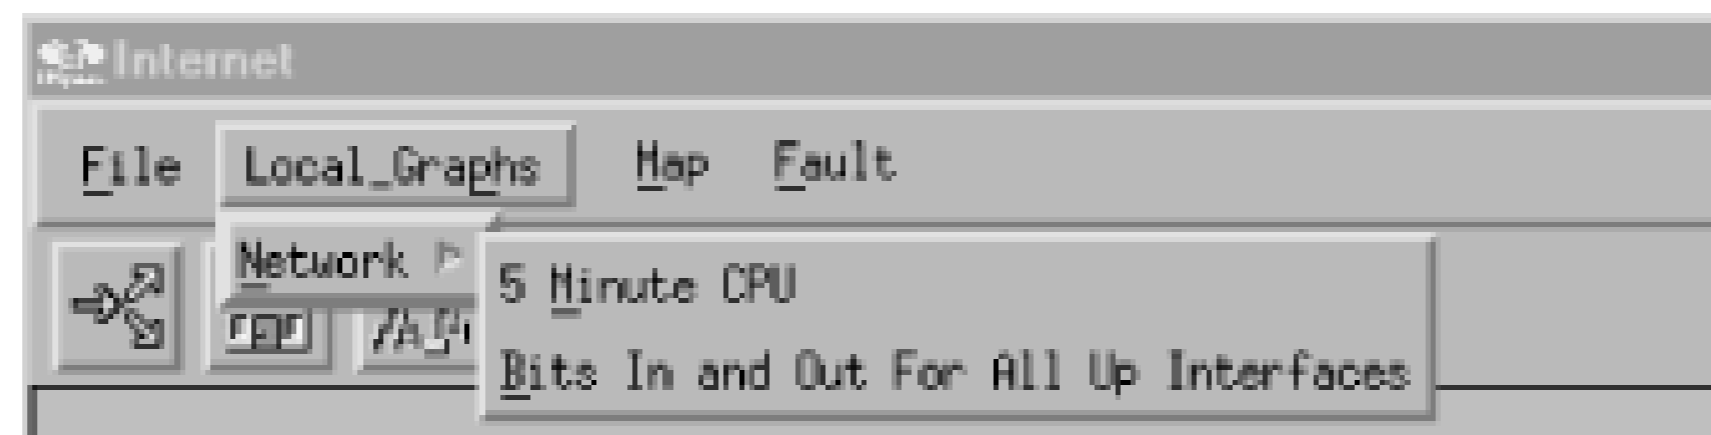 Internet
File Local_Graphs Map Fault
Network
5 Minute CPU
Bits In and Out For All Up Interfaces